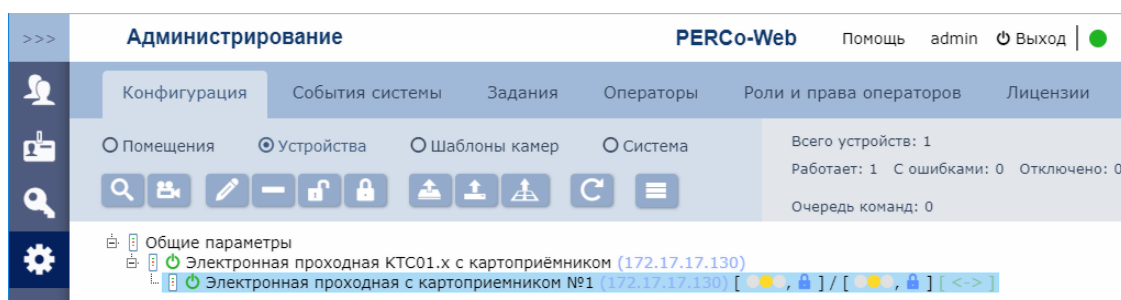 >>> Администрирование PERCo-Web Помощь admin Выход
Конфигурация События системы Задания Операторы Роли и права операторов Лицензии
Помещения Устройства Шаблоны камер Система
Всего устройств: 1
Работает: 1 С ошибками: 0 Отключено: 0
Очередь команд: 0
Общие параметры
Электронная проходная КТС01.x с картоприёмником (172.17.17.130)
Электронная проходная с картоприемником №1 (172.17.17.130) [ , ] / [ , ] [ <-> ]